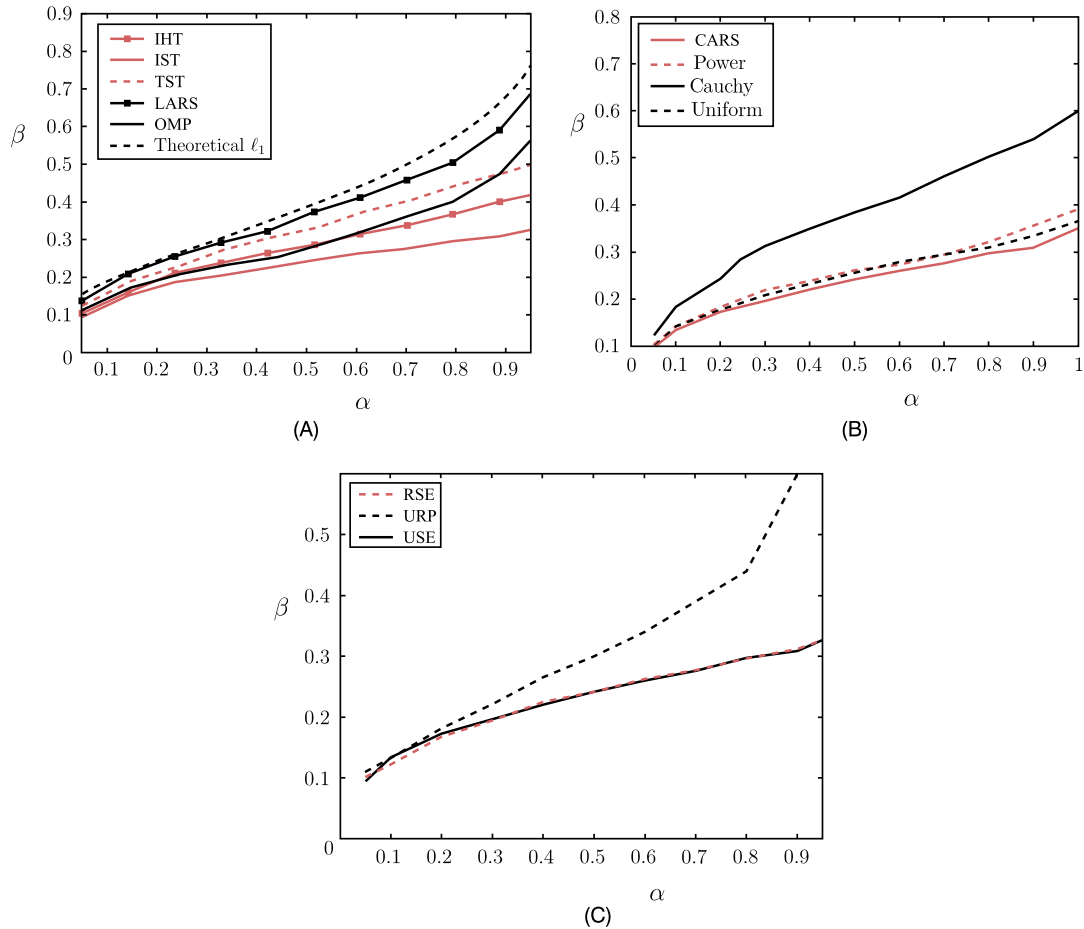 0.9
0.8
0.7
0.6
0.5
0.4
0.3
0.2
0.1
0
β
IHT
IST
TST
LARS
OMP
Theoretical ℓ₁
0.1 0.2 0.3 0.4 0.5 0.6 0.7 0.8 0.9
α
(A)
0.8
0.7
0.6
0.5
0.4
0.3
0.2
0.1
β
CARS
Power
Cauchy
Uniform
0 0.1 0.2 0.3 0.4 0.5 0.6 0.7 0.8 0.9 1
α
(B)
0.5
0.4
0.3
0.2
0.1
0
β
RSE
URP
USE
0.1 0.2 0.3 0.4 0.5 0.6 0.7 0.8 0.9
α
(C)